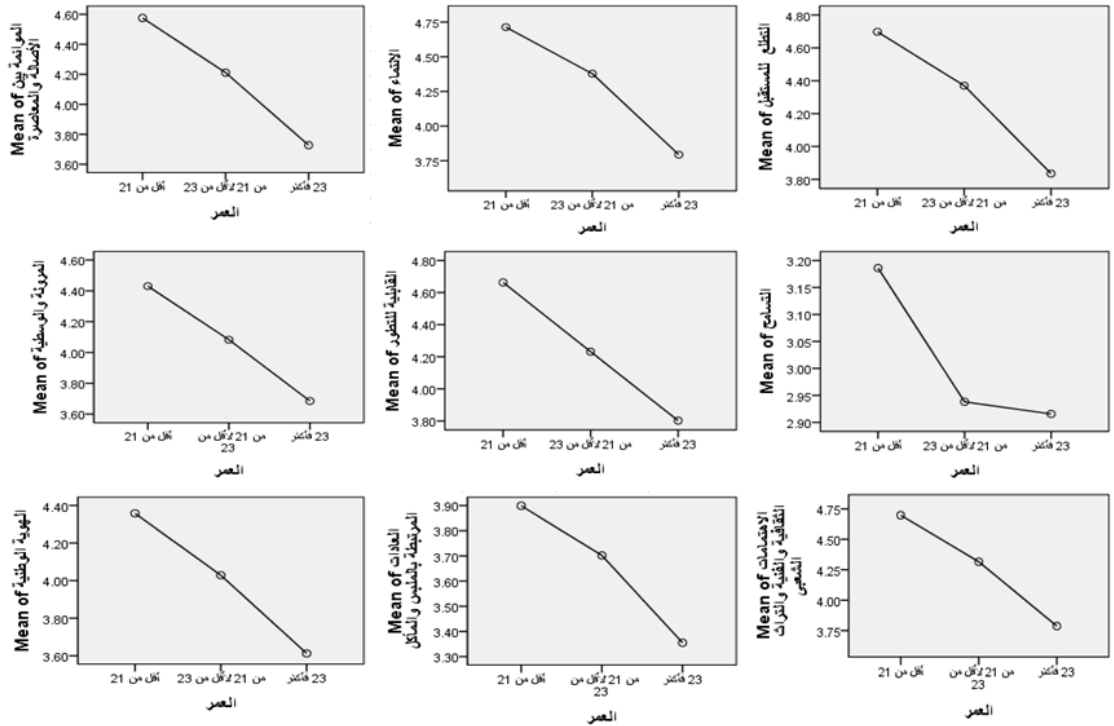 Mean of الموائمة بين
الأصالة والمعاصرة
4.60
4.40
4.20
4.00
3.80
3.60
أقل من 21
من 21 لأقل من 23
23 فأكثر
العمر
Mean of الانتماء
4.75
4.50
4.25
4.00
3.75
أقل من 21
من 21 لأقل من 23
23 فأكثر
العمر
Mean of التطلع للمستقبل
4.80
4.60
4.40
4.20
4.00
3.80
أقل من 21
من 21 لأقل من 23
23 فأكثر
العمر
Mean of المرونة والوسطية
4.60
4.40
4.20
4.00
3.80
3.60
أقل من 21
من 21 لأقل من
23
23 فأكثر
العمر
Mean of القابلية للتطور
4.80
4.60
4.40
4.20
4.00
3.80
أقل من 21
من 21 لأقل من 23
23 فأكثر
العمر
Mean of التسامح
3.20
3.15
3.10
3.05
3.00
2.95
2.90
أقل من 21
من 21 لأقل من 23
23 فأكثر
العمر
Mean of الهوية الوطنية
4.40
4.20
4.00
3.80
3.60
أقل من 21
من 21 لأقل من 23
23 فأكثر
العمر
Mean of العادات
المرتبطة بالملبس والمأكل
3.90
3.80
3.70
3.60
3.50
3.40
3.30
أقل من 21
من 21 لأقل من
23
23 فأكثر
العمر
Mean of الاهتمامات
الثقافية والفنية والتراث
الشعبي
4.75
4.50
4.25
4.00
3.75
أقل من 21
من 21 لأقل من
23
23 فأكثر
العمر